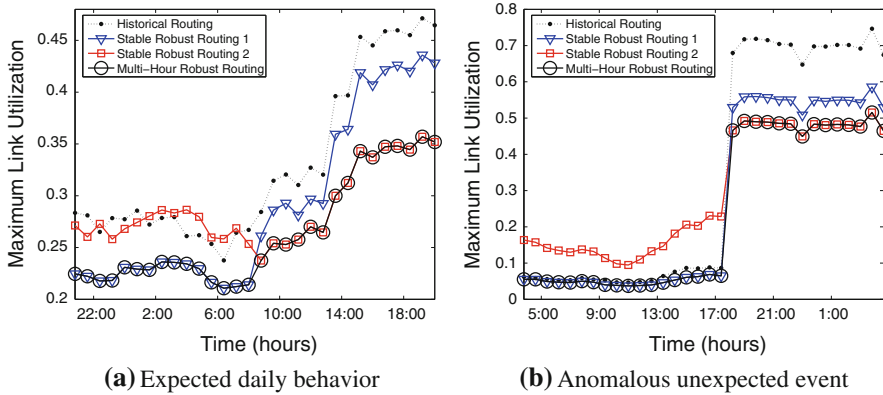 Historical Routing
Stable Robust Routing 1
Stable Robust Routing 2
Multi−Hour Robust Routing
Maximum Link Utilization
0.45
0.4
0.35
0.3
0.25
0.2
22:00 2:00 6:00 10:00 14:00 18:00
Time (hours)
(a) Expected daily behavior
Historical Routing
Stable Robust Routing 1
Stable Robust Routing 2
Multi−Hour Robust Routing
Maximum Link Utilization
0.8
0.7
0.6
0.5
0.4
0.3
0.2
0.1
0
5:00 9:00 13:00 17:00 21:00 1:00
Time (hours)
(b) Anomalous unexpected event